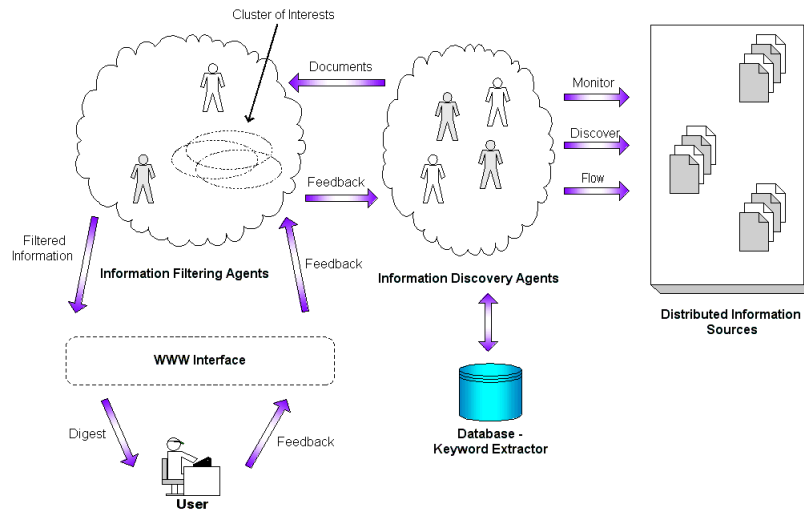 Cluster of Interests
Documents
Monitor
Discover
Flow
Feedback
Filtered
Information
Feedback
Information Filtering Agents
Information Discovery Agents
Distributed Information
Sources
WWW Interface
Digest
Feedback
Database -
Keyword Extractor
User